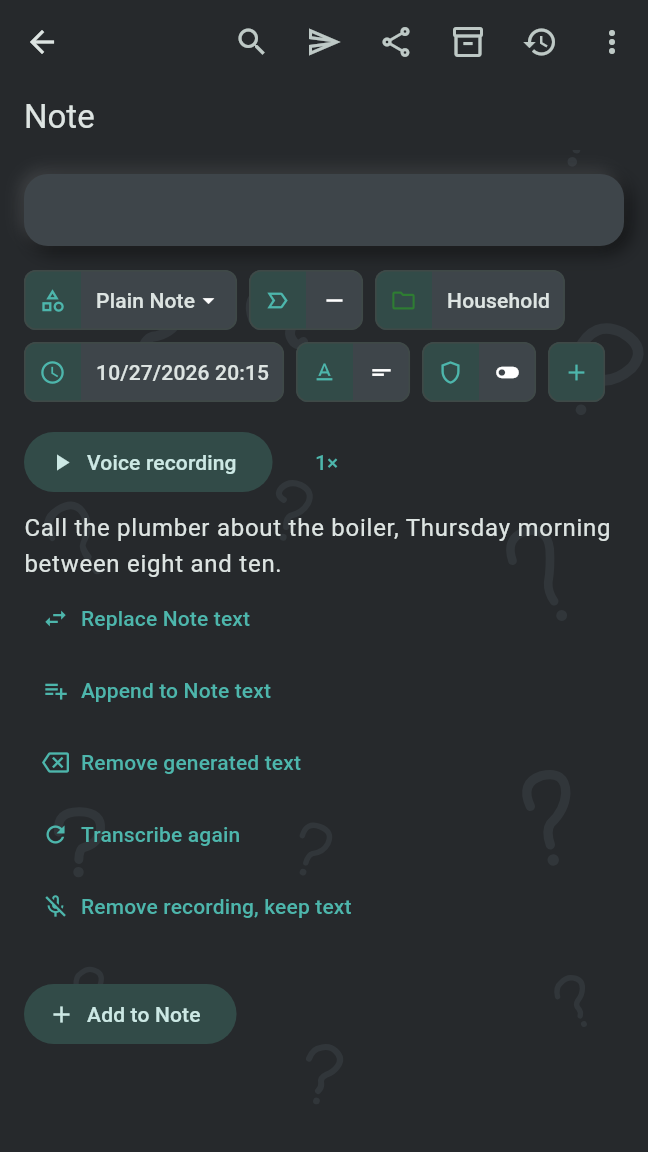 Note
Plain Note
Household
10/27/2026 20:15
Voice recording
1×
Call the plumber about the boiler, Thursday morning
between eight and ten.
Replace Note text
Append to Note text
Remove generated text
Transcribe again
Remove recording, keep text
Add to Note